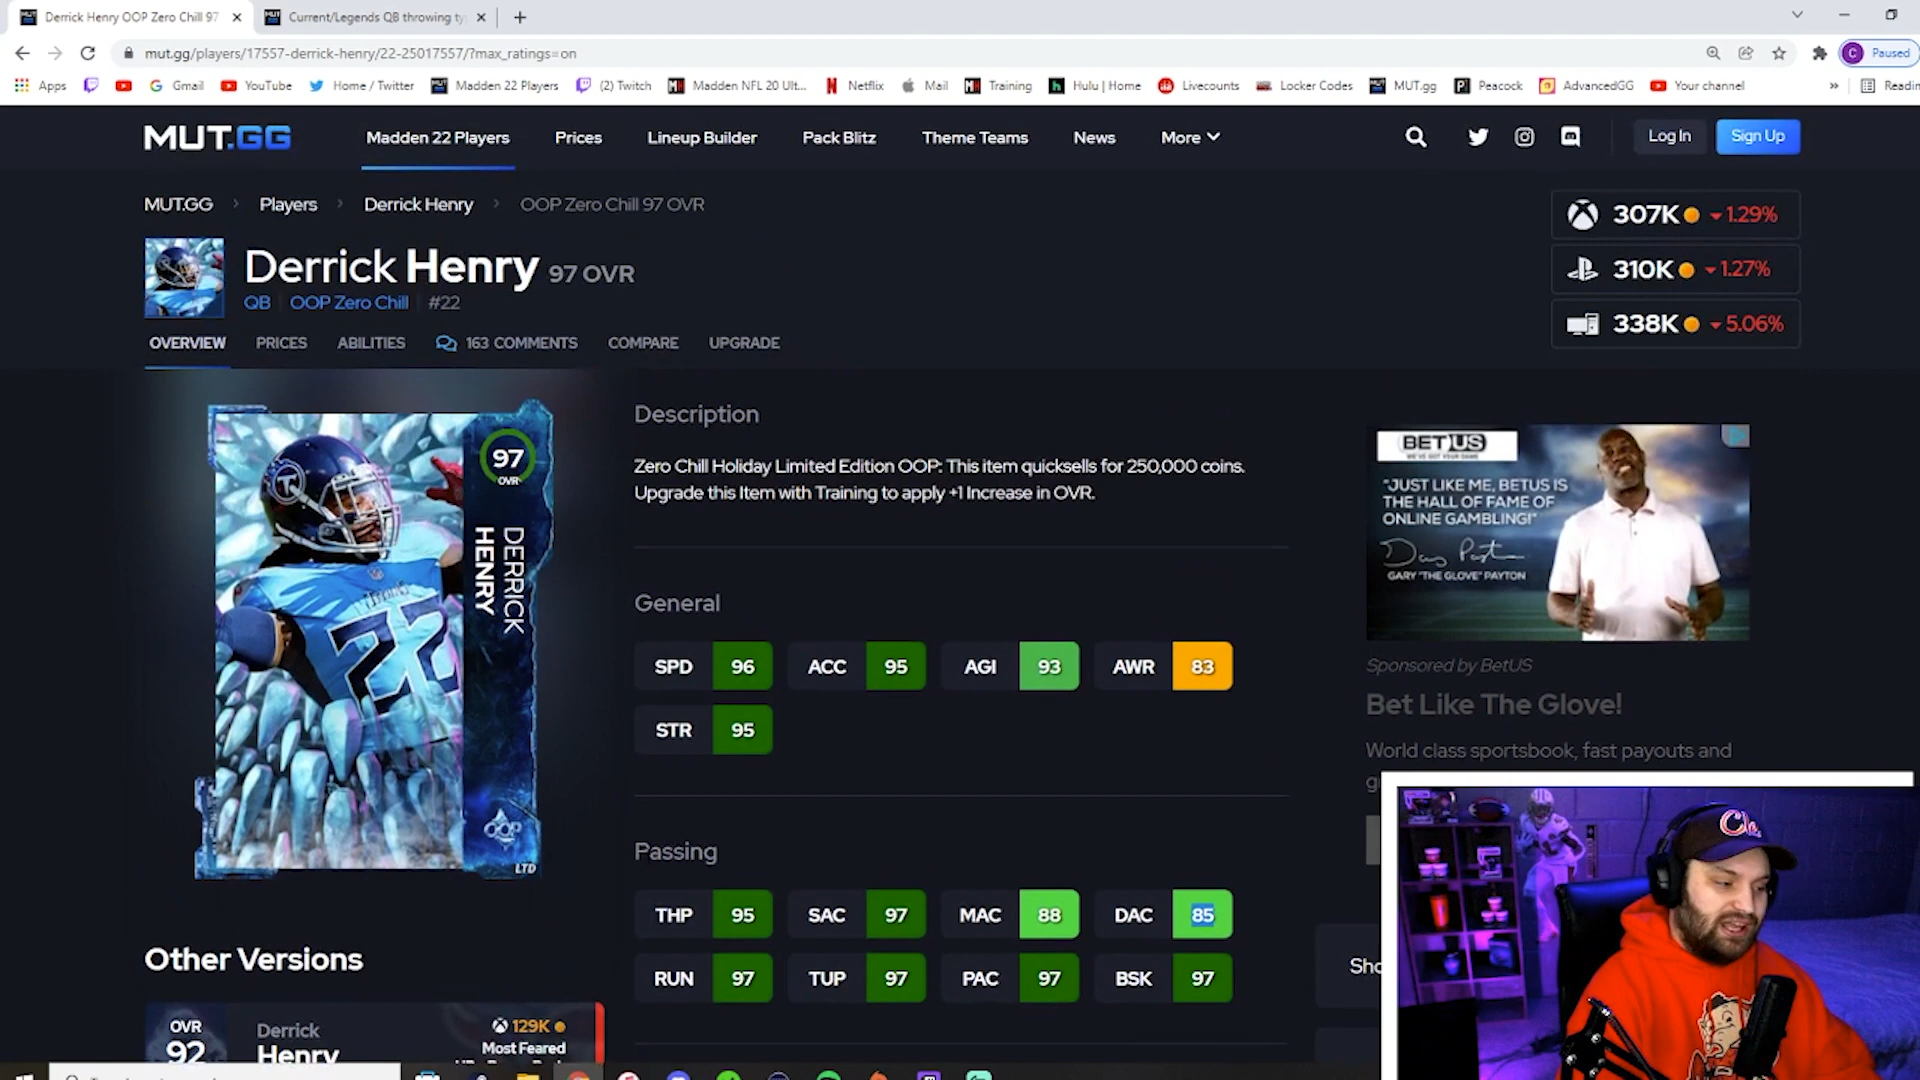 Derrick Henry OOP Zero Chill 97
Current/Legends QB throwing ty
mut.gg/players/17557-derrick-henry/22-25017557/?max_ratings=on
C Paused
Apps Gmail YouTube Home / Twitter Madden 22 Players (2) Twitch Madden NFL 20 Ult... Netflix Mail Training Hulu | Home Livecounts Locker Codes MUT.gg Peacock AdvancedGG Your channel » Readin
MUT.GG Madden 22 Players Prices Lineup Builder Pack Blitz Theme Teams News More Log In Sign Up
MUT.GG > Players > Derrick Henry > OOP Zero Chill 97 OVR
307K 1.29%
Derrick Henry 97 OVR
310K 1.27%
QB OOP Zero Chill #22
338K 5.06%
OVERVIEW PRICES ABILITIES 163 COMMENTS COMPARE UPGRADE
97
OVR
DERRICK
HENRY
22
OOP
LTD
Description
Zero Chill Holiday Limited Edition OOP: This item quicksells for 250,000 coins.
Upgrade this Item with Training to apply +1 Increase in OVR.
General
SPD 96 ACC 95 AGI 93 AWR 83
STR 95
Passing
THP 95 SAC 97 MAC 88 DAC 85
RUN 97 TUP 97 PAC 97 BSK 97
BETUS
WE'VE GOT YOUR GAME
"JUST LIKE ME, BETUS IS
THE HALL OF FAME OF
ONLINE GAMBLING!"
GARY "THE GLOVE" PAYTON
Sponsored by BetUS
Bet Like The Glove!
World class sportsbook, fast payouts and
Sho
Other Versions
OVR
92
Derrick
Henry
129K
Most Feared